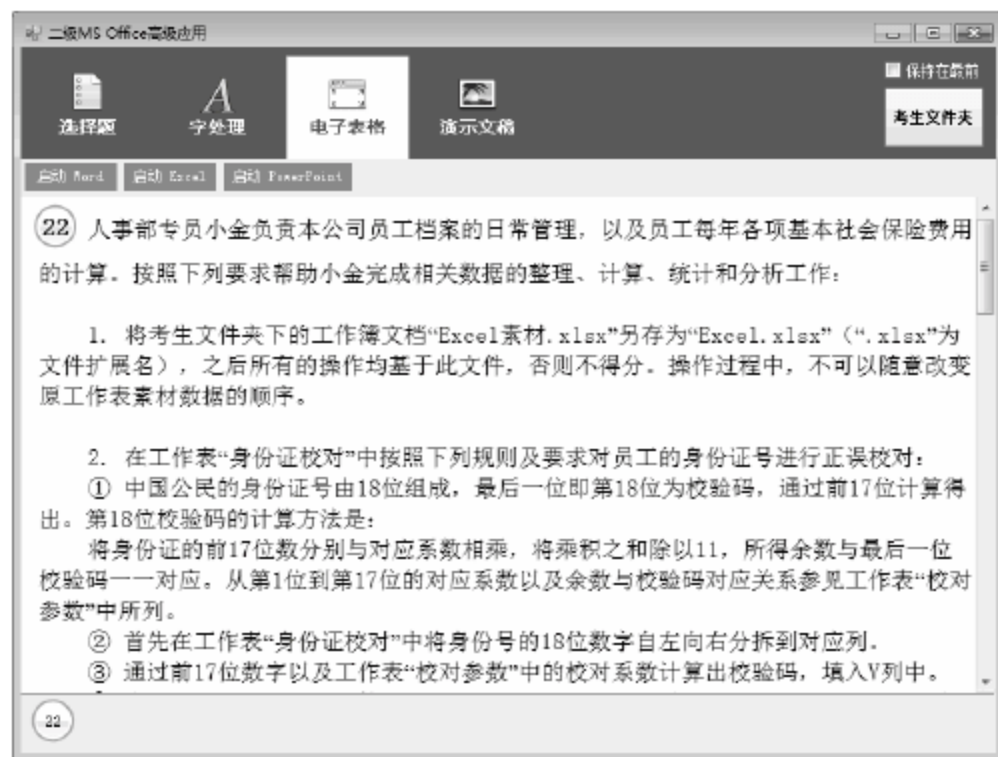 二级MS Office高级应用
保持在最前
选择题
字处理
电子表格
演示文稿
考生文件夹
启动 Word
启动 Excel
启动 PowerPoint
22 人事部专员小金负责本公司员工档案的日常管理，以及员工每年各项基本社会保险费用
的计算。按照下列要求帮助小金完成相关数据的整理、计算、统计和分析工作：
1. 将考生文件夹下的工作簿文档“Excel素材.xlsx”另存为“Excel.xlsx”（“.xlsx”为
文件扩展名），之后所有的操作均基于此文件，否则不得分。操作过程中，不可以随意改变
原工作表素材数据的顺序。
2. 在工作表“身份证校对”中按照下列规则及要求对员工的身份证号进行正误校对：
① 中国公民的身份证号由18位组成，最后一位即第18位为校验码，通过前17位计算得
出。第18位校验码的计算方法是：
将身份证的前17位数分别与对应系数相乘，将乘积之和除以11，所得余数与最后一位
校验码一一对应。从第1位到第17位的对应系数以及余数与校验码对应关系参见工作表“校对
参数”中所列。
② 首先在工作表“身份证校对”中将身份号的18位数字自左向右分拆到对应列.
③ 通过前17位数字以及工作表“校对参数”中的校对系数计算出校验码，填入V列中。
22